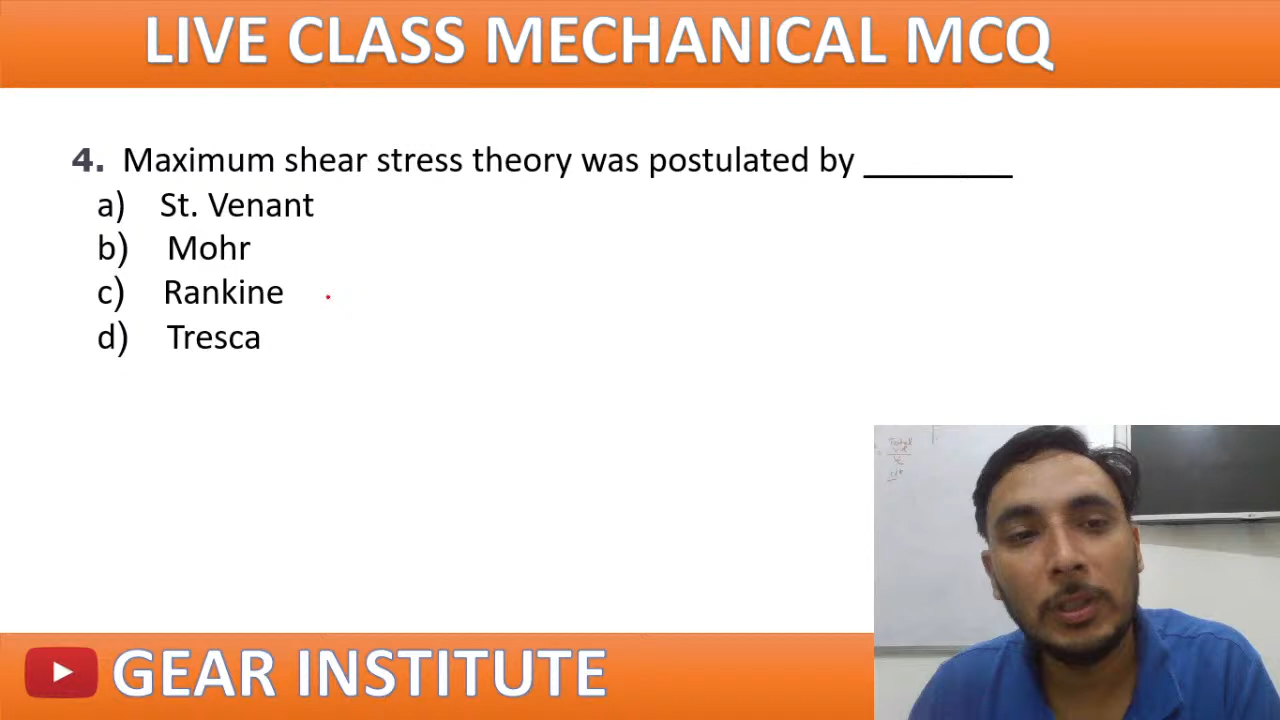 LIVE CLASS MECHANICAL MCQ
4. Maximum shear stress theory was postulated by _________
a) St. Venant
b) Mohr
c) Rankine
d) Tresca
GEAR INSTITUTE